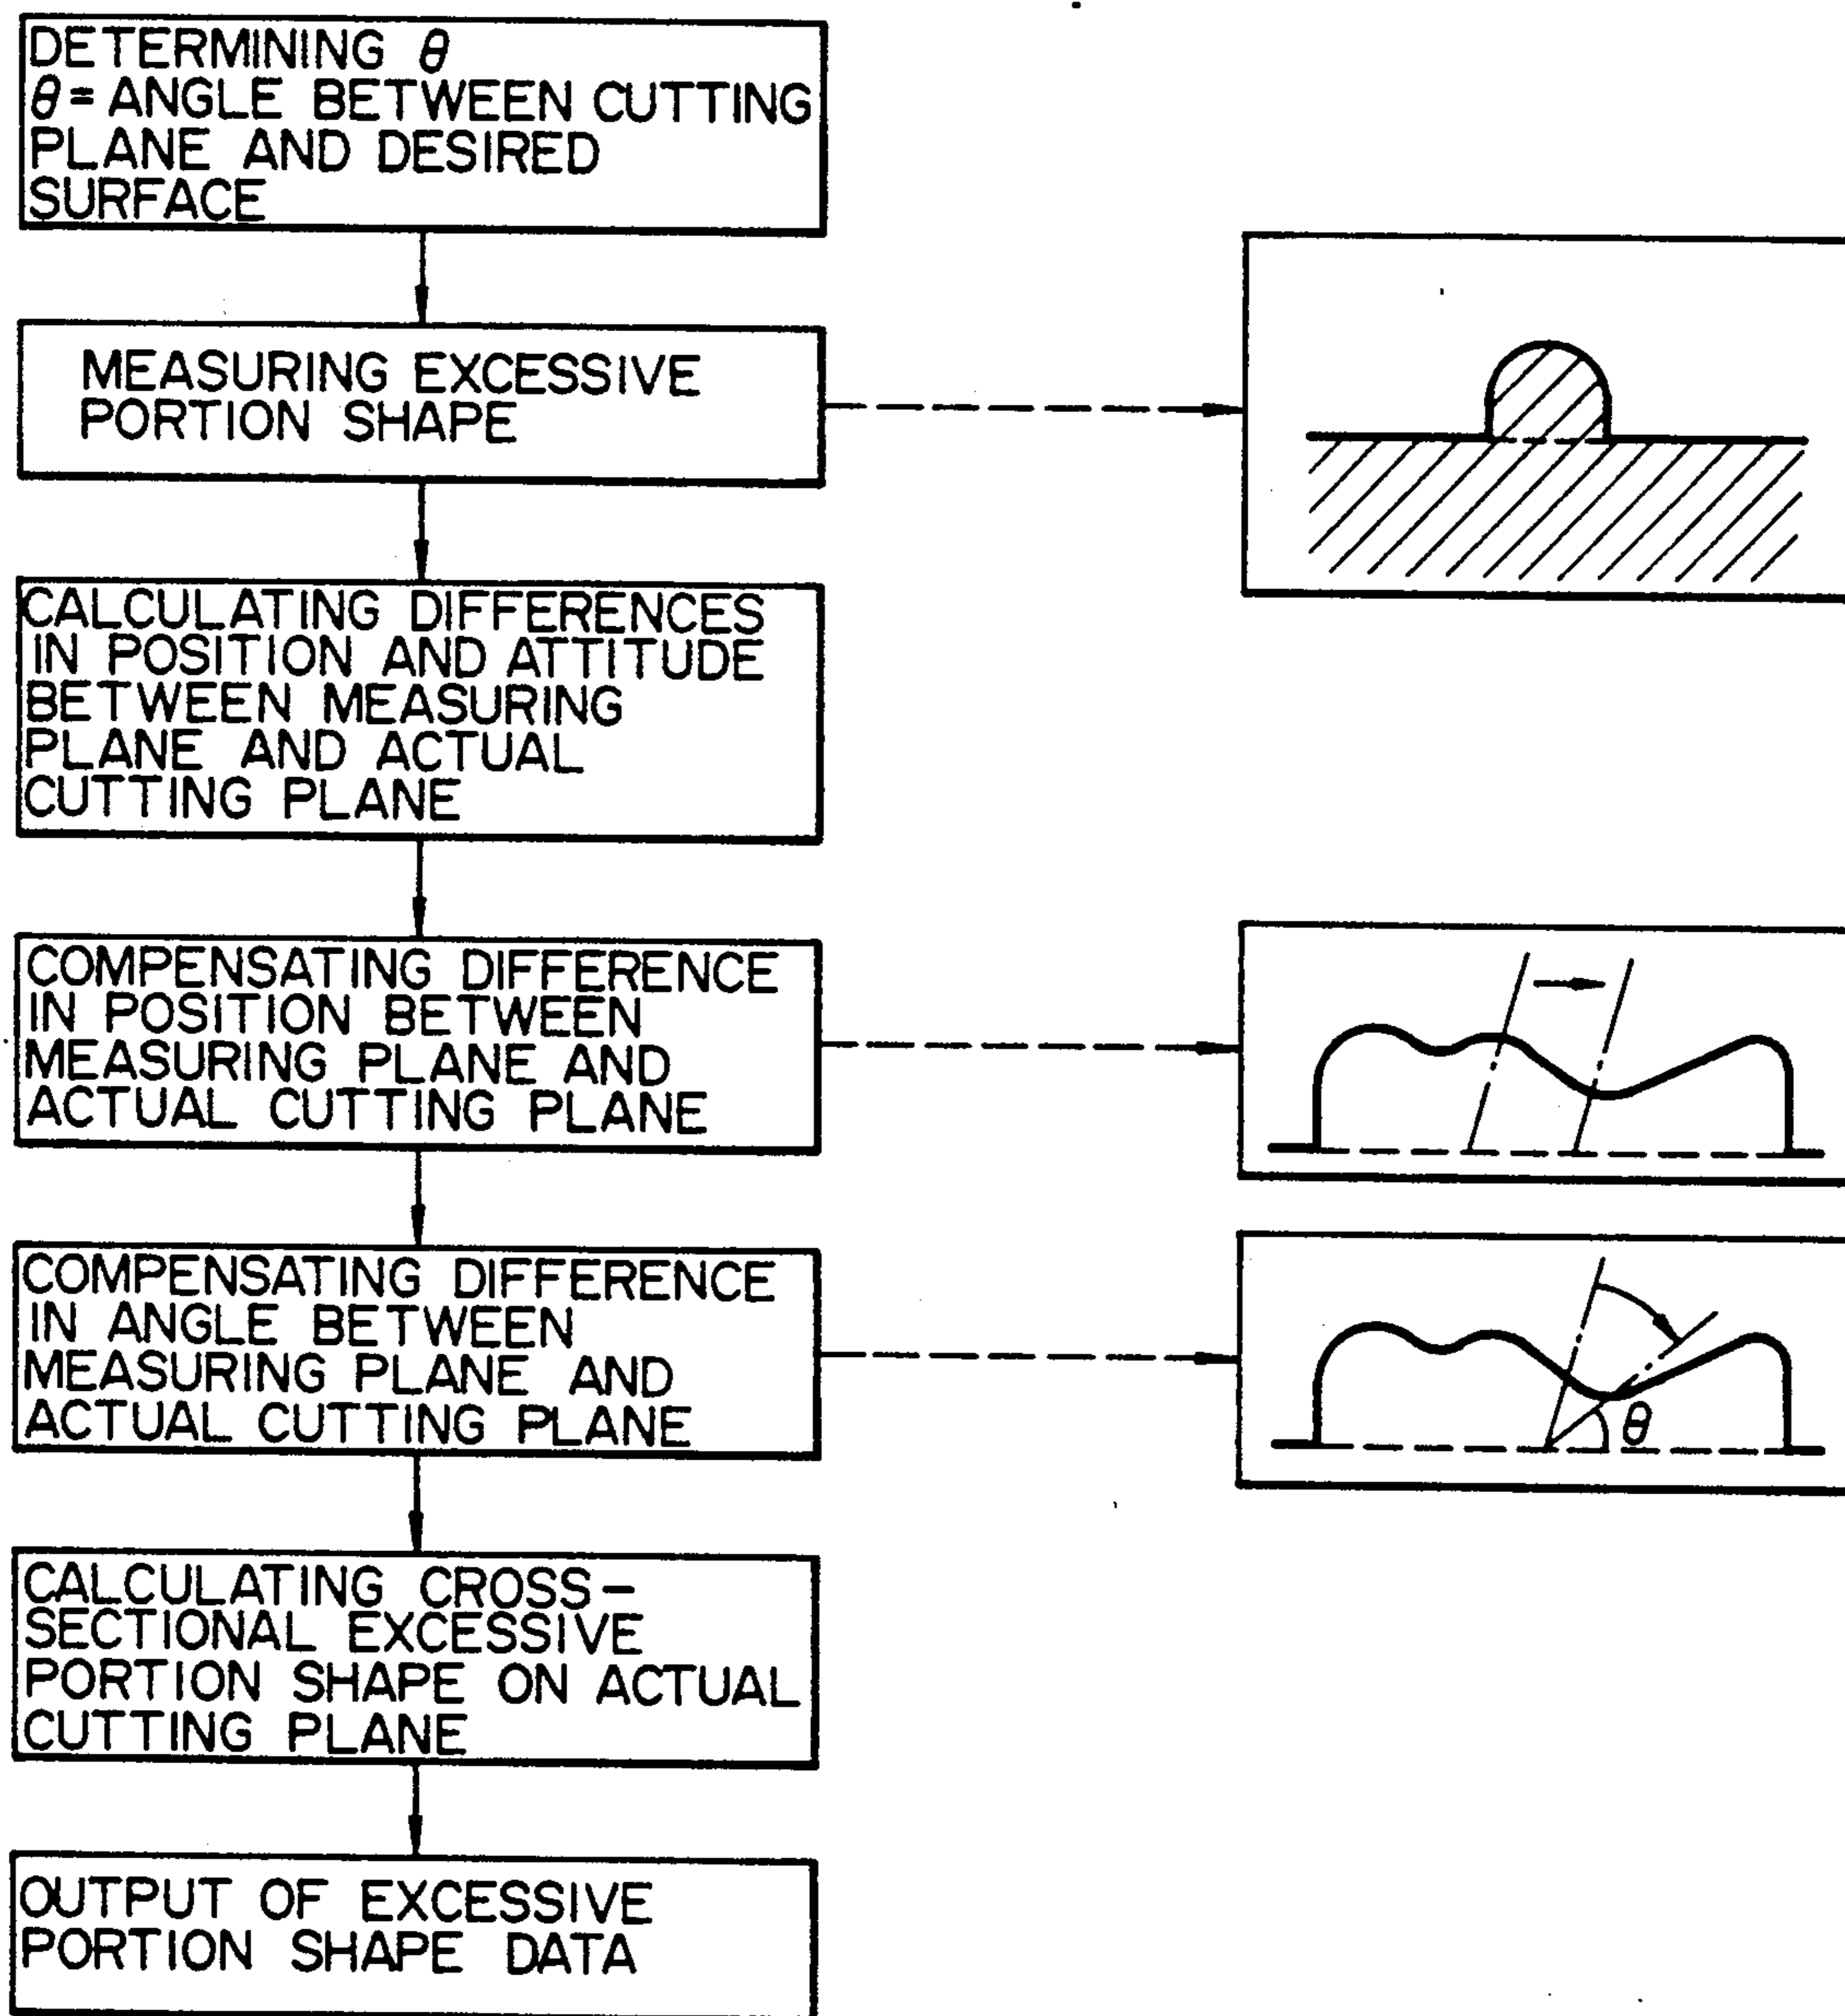 DETERMINING θ
θ = ANGLE BETWEEN CUTTING
PLANE AND DESIRED
SURFACE
MEASURING EXCESSIVE
PORTION SHAPE
CALCULATING DIFFERENCES
IN POSITION AND ATTITUDE
BETWEEN MEASURING
PLANE AND ACTUAL
CUTTING PLANE
COMPENSATING DIFFERENCE
IN POSITION BETWEEN
MEASURING PLANE AND
ACTUAL CUTTING PLANE
COMPENSATING DIFFERENCE
IN ANGLE BETWEEN
MEASURING PLANE AND
ACTUAL CUTTING PLANE
θ
CALCULATING CROSS-
SECTIONAL EXCESSIVE
PORTION SHAPE ON ACTUAL
CUTTING PLANE
OUTPUT OF EXCESSIVE
PORTION SHAPE DATA